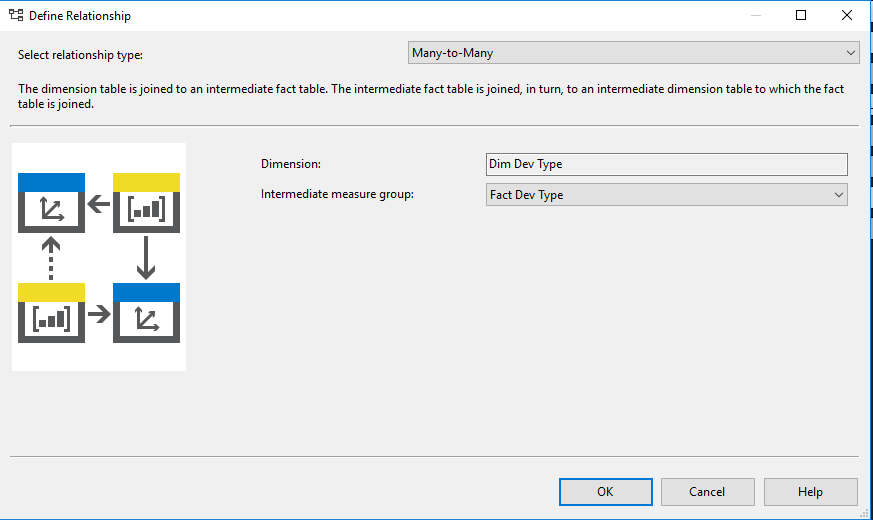 Define Relationship
Select relationship type:
Many-to-Many
The dimension table is joined to an intermediate fact table. The intermediate fact table is joined, in turn, to an intermediate dimension table to which the fact
table is joined.
Dimension:
Dim Dev Type
Intermediate measure group:
Fact Dev Type
OK
Cancel
Help